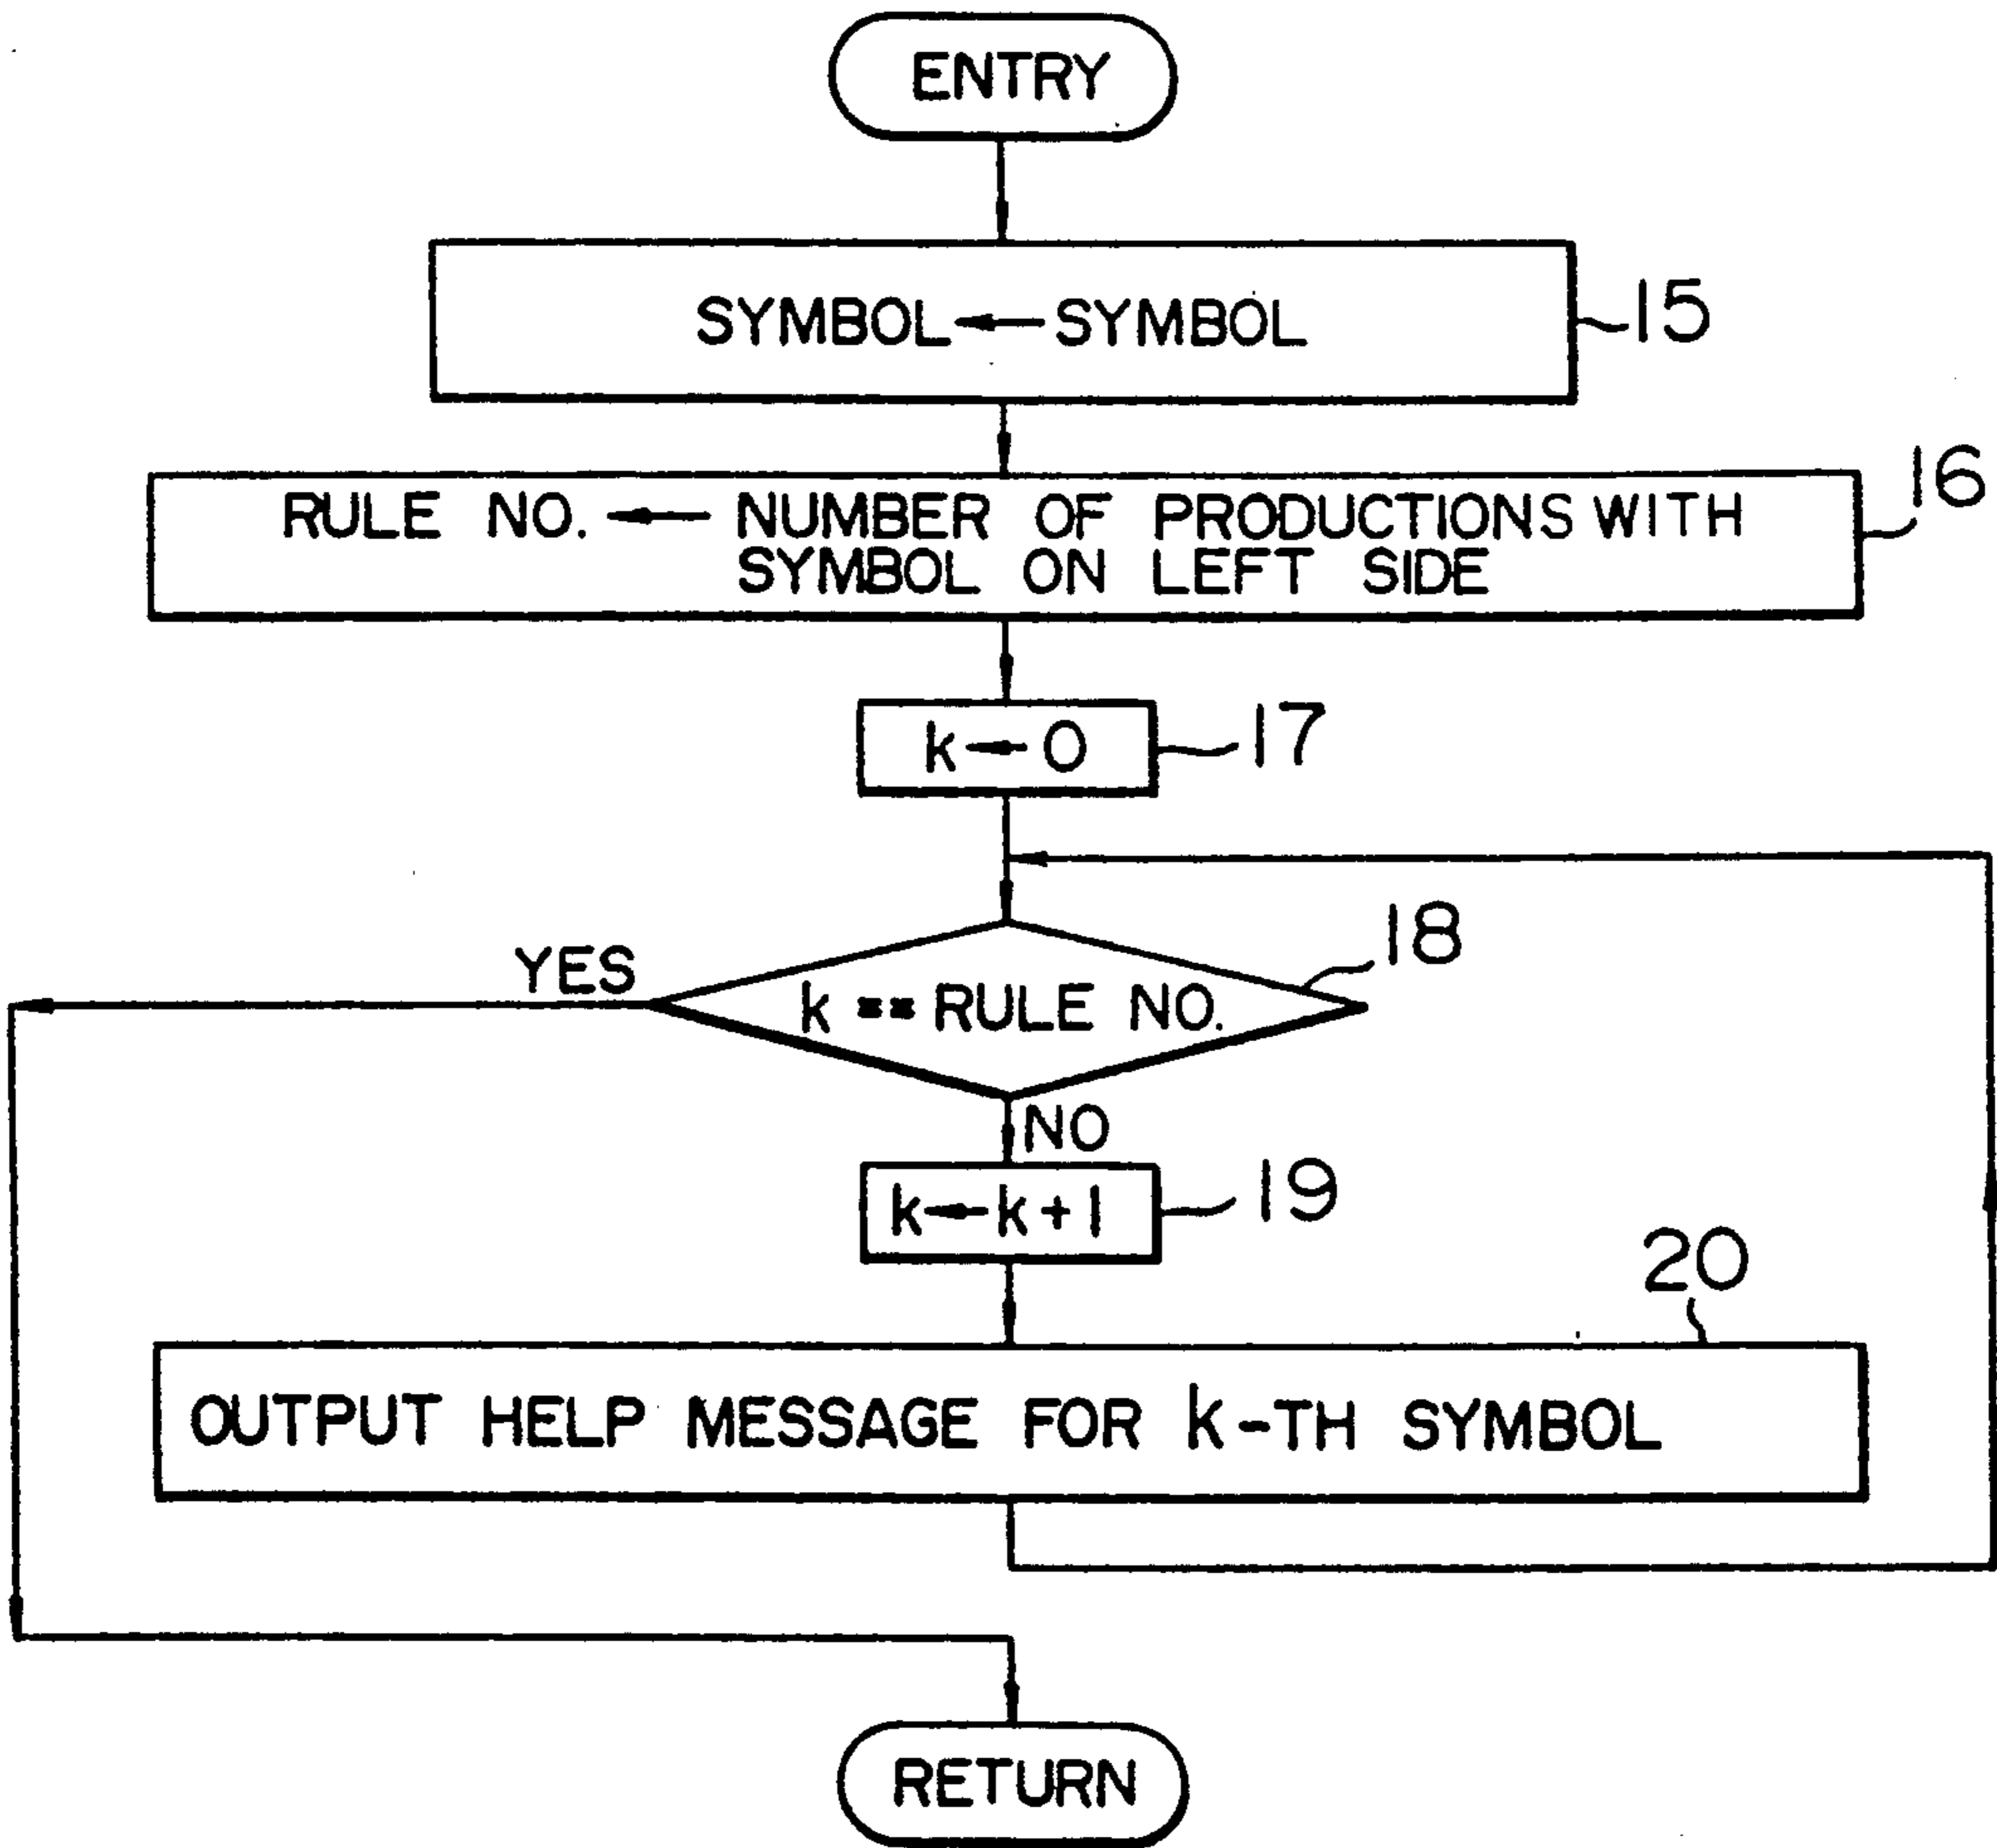 ENTRY
SYMBOL ← SYMBOL
15
RULE NO. ← NUMBER OF PRODUCTIONS WITH
SYMBOL ON LEFT SIDE
16
k ← 0
17
18
YES
k == RULE NO.
NO
k ← k + 1
19
20
OUTPUT HELP MESSAGE FOR k-TH SYMBOL
RETURN